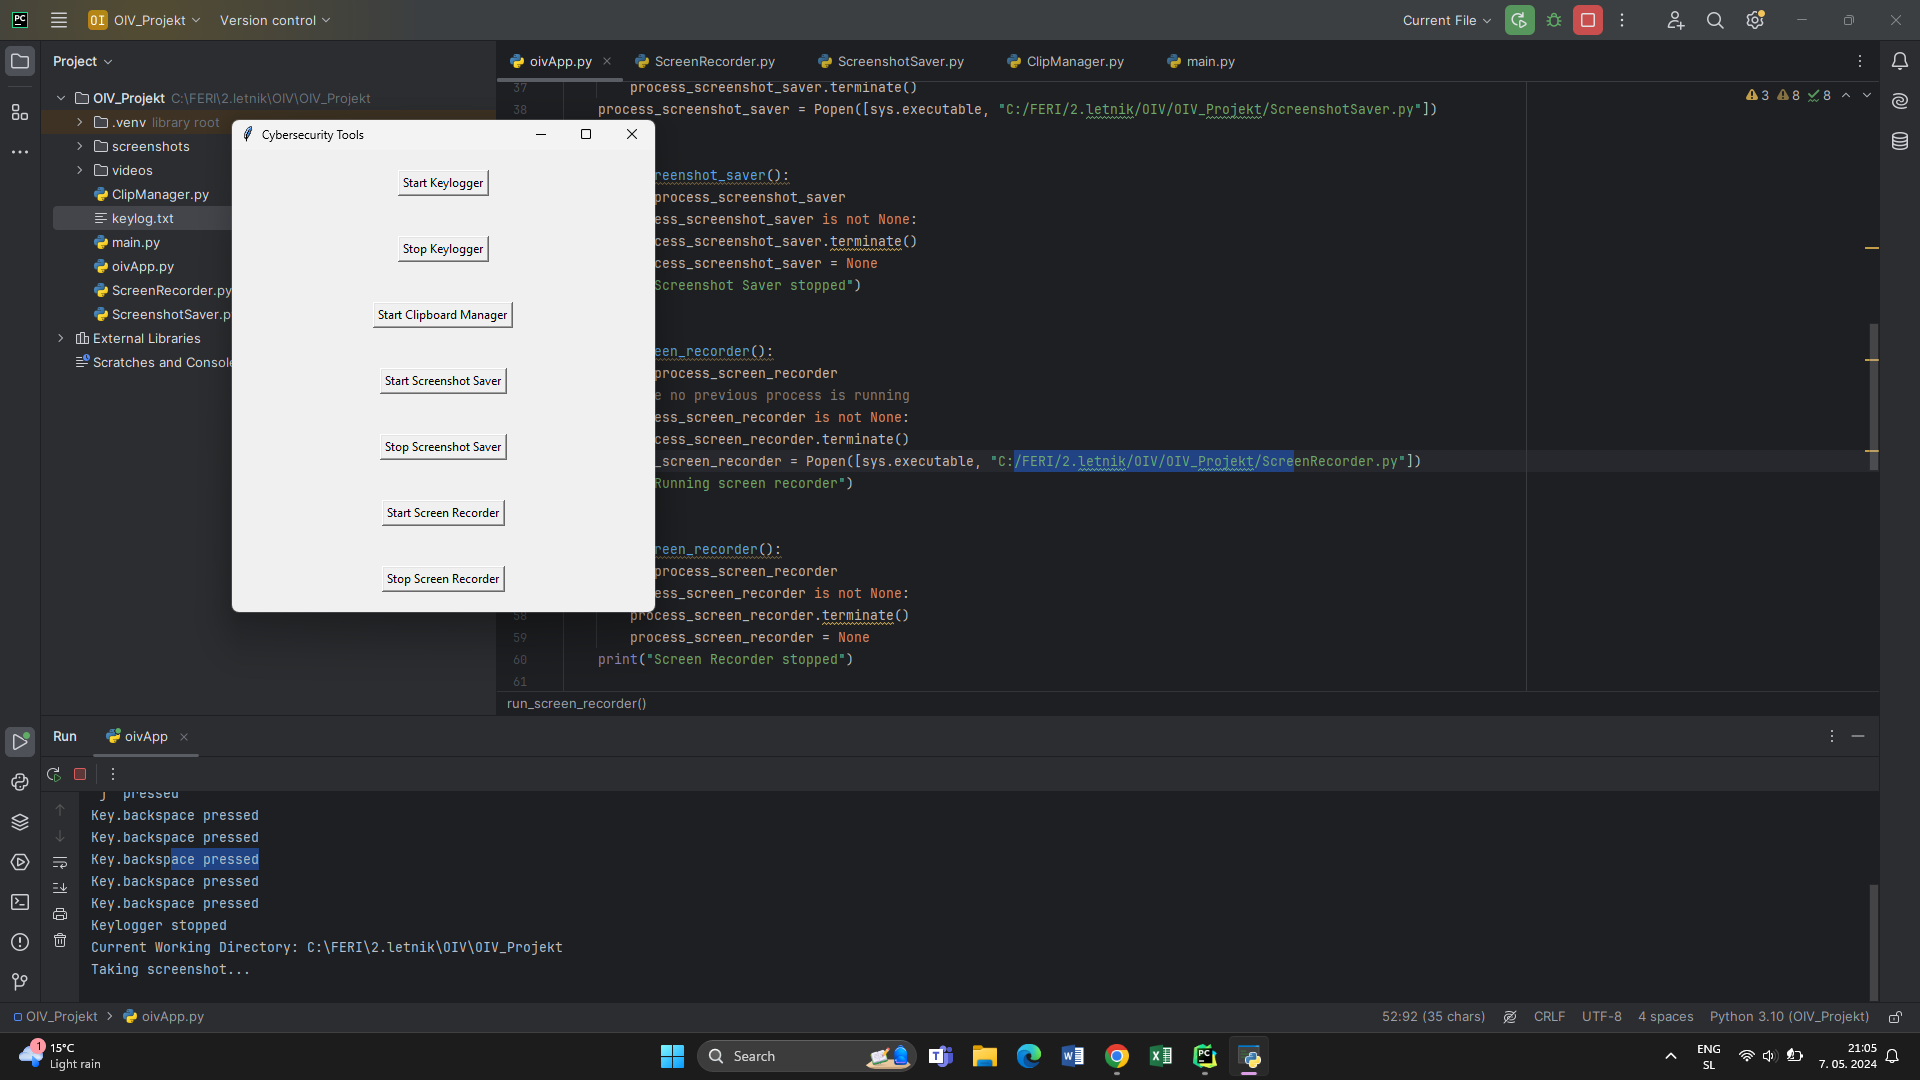 PC
OI OIV_Projekt
Version control
Current File
Project
oivApp.py
ScreenRecorder.py
ScreenshotSaver.py
ClipManager.py
main.py
OIV_Projekt C:\FERI\2.letnik\OIV\OIV_Projekt
.venv library root
screenshots
videos
ClipManager.py
keylog.txt
main.py
oivApp.py
ScreenRecorder.py
ScreenshotSaver.p
External Libraries
Scratches and Consol
Cybersecurity Tools
Start Keylogger
Stop Keylogger
Start Clipboard Manager
Start Screenshot Saver
Stop Screenshot Saver
Start Screen Recorder
Stop Screen Recorder
3 8 8
37 process_screenshot_saver.terminate()
38 process_screenshot_saver = Popen([sys.executable, "C:/FERI/2.letnik/OIV/OIV_Projekt/ScreenshotSaver.py"])
reenshot_saver():
process_screenshot_saver
ess_screenshot_saver is not None:
cess_screenshot_saver.terminate()
cess_screenshot_saver = None
Screenshot Saver stopped")
een_recorder():
process_screen_recorder
e no previous process is running
ess_screen_recorder is not None:
cess_screen_recorder.terminate()
_screen_recorder = Popen([sys.executable, "C:/FERI/2.letnik/OIV/OIV_Projekt/ScreenRecorder.py"])
Running screen recorder")
reen_recorder():
process_screen_recorder
ess_screen_recorder is not None:
58 process_screen_recorder.terminate()
59 process_screen_recorder = None
60 print("Screen Recorder stopped")
61
run_screen_recorder()
Run
oivApp
'j' pressed
Key.backspace pressed
Key.backspace pressed
Key.backspace pressed
Key.backspace pressed
Key.backspace pressed
Keylogger stopped
Current Working Directory: C:\FERI\2.letnik\OIV\OIV_Projekt
Taking screenshot...
OIV_Projekt
oivApp.py
52:92 (35 chars)
CRLF
UTF-8
4 spaces
Python 3.10 (OIV_Projekt)
1
15°C
Light rain
Search
ENG
SL
21:05
7. 05. 2024